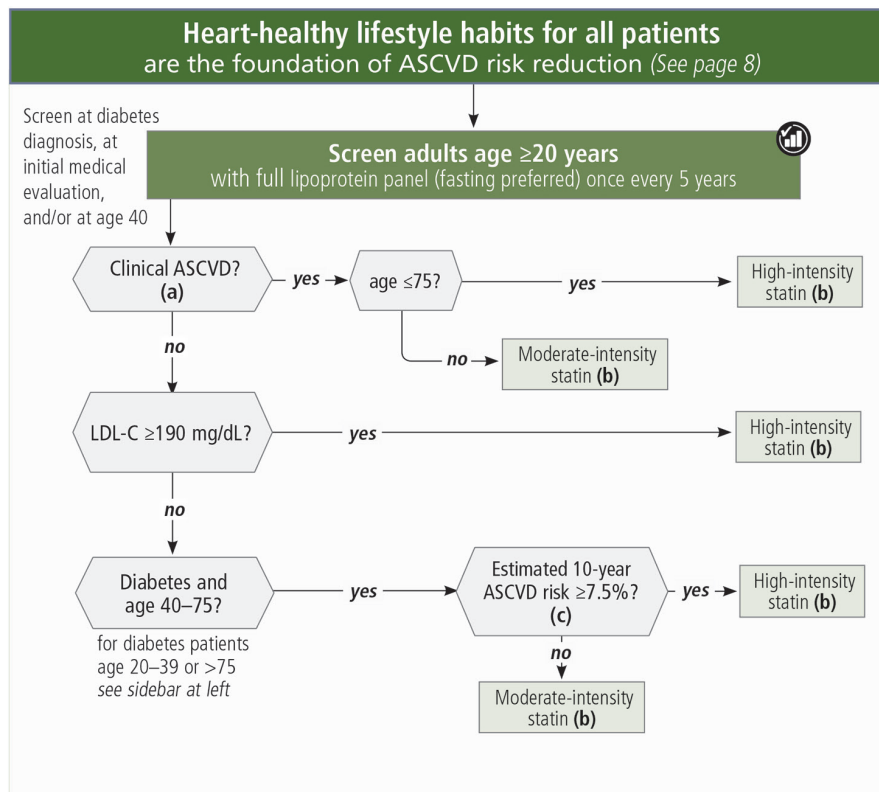 Heart-healthy lifestyle habits for all patients
are the foundation of ASCVD risk reduction (See page 8)
Screen at diabetes
diagnosis, at
initial medical
evaluation,
and/or at age 40
Screen adults age ≥20 years
with full lipoprotein panel (fasting preferred) once every 5 years
Clinical ASCVD?
(a)
yes
age ≤75?
yes
High-intensity
statin (b)
no
no
Moderate-intensity
statin (b)
LDL-C ≥190 mg/dL?
yes
High-intensity
statin (b)
no
Diabetes and
age 40–75?
yes
Estimated 10-year
ASCVD risk ≥7.5%?
(c)
yes
High-intensity
statin (b)
for diabetes patients
age 20–39 or >75
see sidebar at left
no
Moderate-intensity
statin (b)